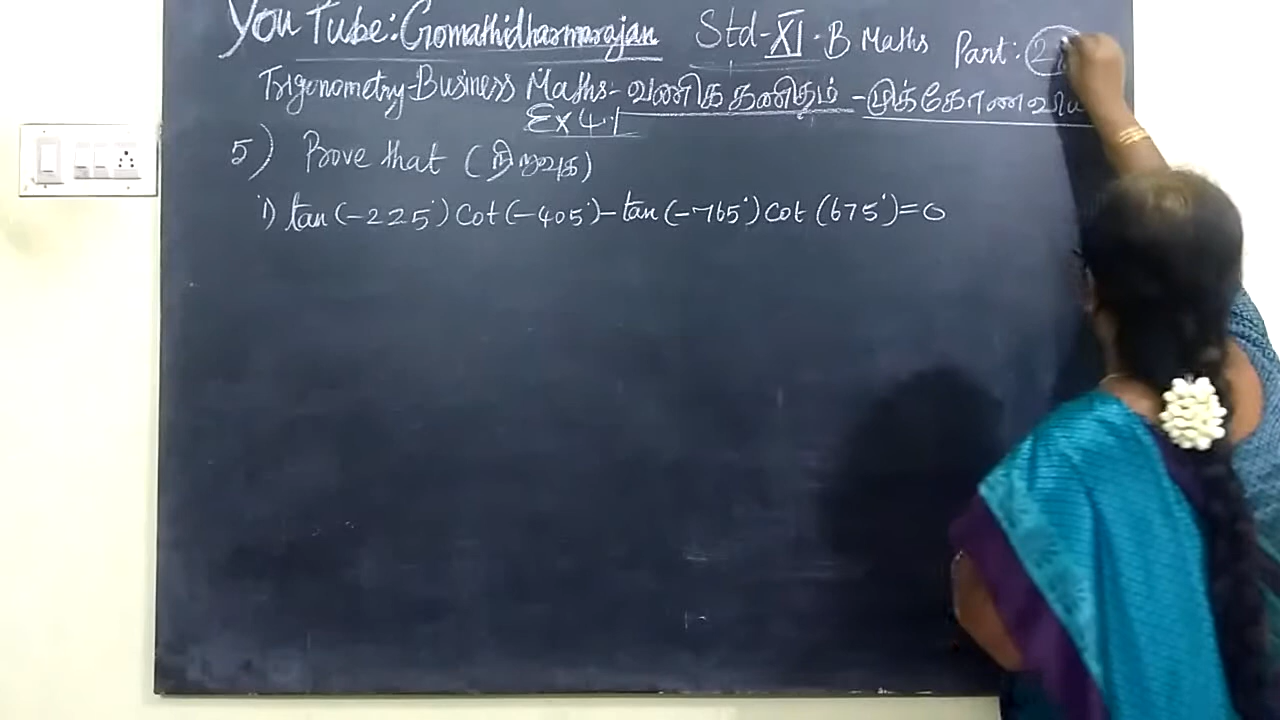 You Tube: Gomathidharmarajan Std - XI - B Maths Part: 2
Trigonometry - Business Maths - வணிக கணிதம் - முக்கோணவி
Ex 4.1
5) Prove that (நிறுவுக)
i) tan (-225°) Cot (-405°) - tan (-765°) Cot (675°) = 0